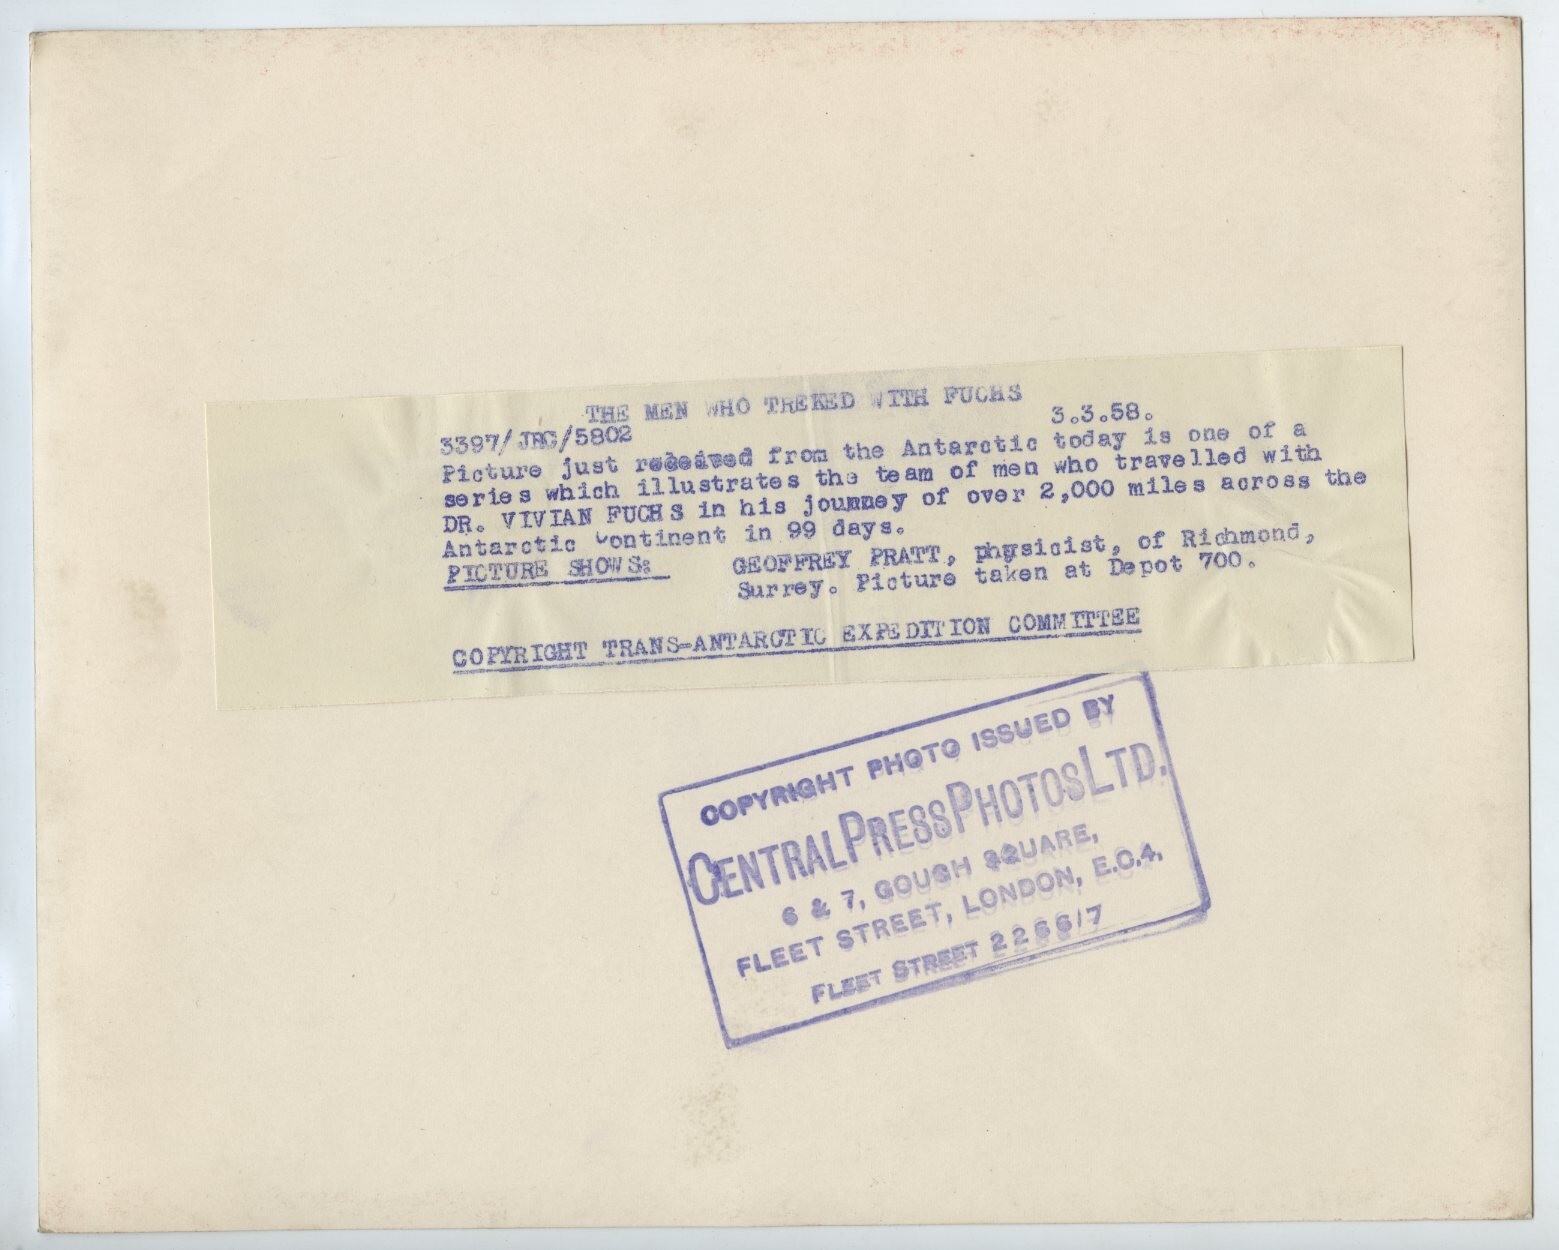 THE MEN WHO TREKED WITH FUCHS
3397/JRG/5802 3.3.58.
Picture just received from the Antarctic today is one of a
series which illustrates the team of men who travelled with
DR. VIVIAN FUCHS in his journey of over 2,000 miles across the
Antarctic Continent in 99 days.
PICTURE SHOWS: GEOFFREY PRATT, physicist, of Richmond,
Surrey. Picture taken at Depot 700.
COPYRIGHT TRANS-ANTARCTIC EXPEDITION COMMITTEE
COPYRIGHT PHOTO ISSUED BY
CENTRAL PRESS PHOTOS LTD.
6 & 7, GOUGH SQUARE,
FLEET STREET, LONDON, E.C.4,
FLEET STREET 2266/7